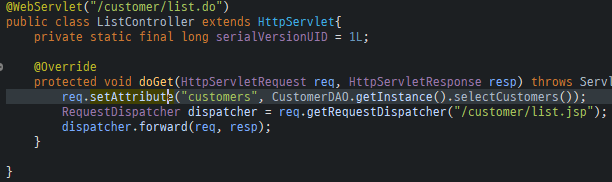 @WebServlet("/customer/list.do")
public class ListController extends HttpServlet{
private static final long serialVersionUID = 1L;
@Override
protected void doGet(HttpServletRequest req, HttpServletResponse resp) throws Serv
req.setAttribute("customers", CustomerDAO.getInstance().selectCustomers());
RequestDispatcher dispatcher = req.getRequestDispatcher("/customer/list.jsp");
dispatcher.forward(req, resp);
}
}